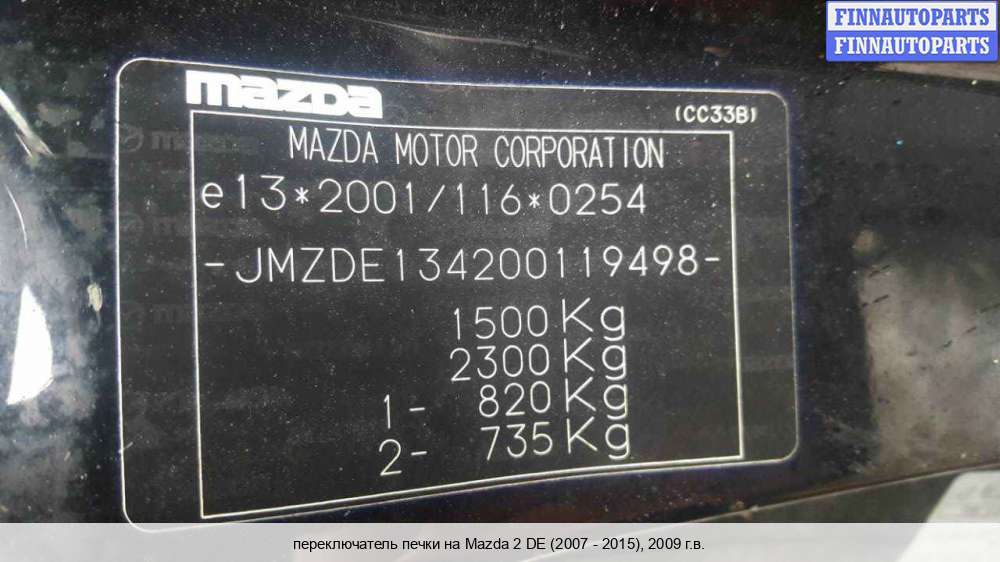 FINNAUTOPARTS
FINNAUTOPARTS
mazda
(CC33B)
MAZDA MOTOR CORPORATION
e13*2001/116*0254
-JMZDE134200119498-
1500Kg
2300Kg
1- 820Kg
2- 735Kg
переключатель печки на Mazda 2 DE (2007 - 2015), 2009 г.в.